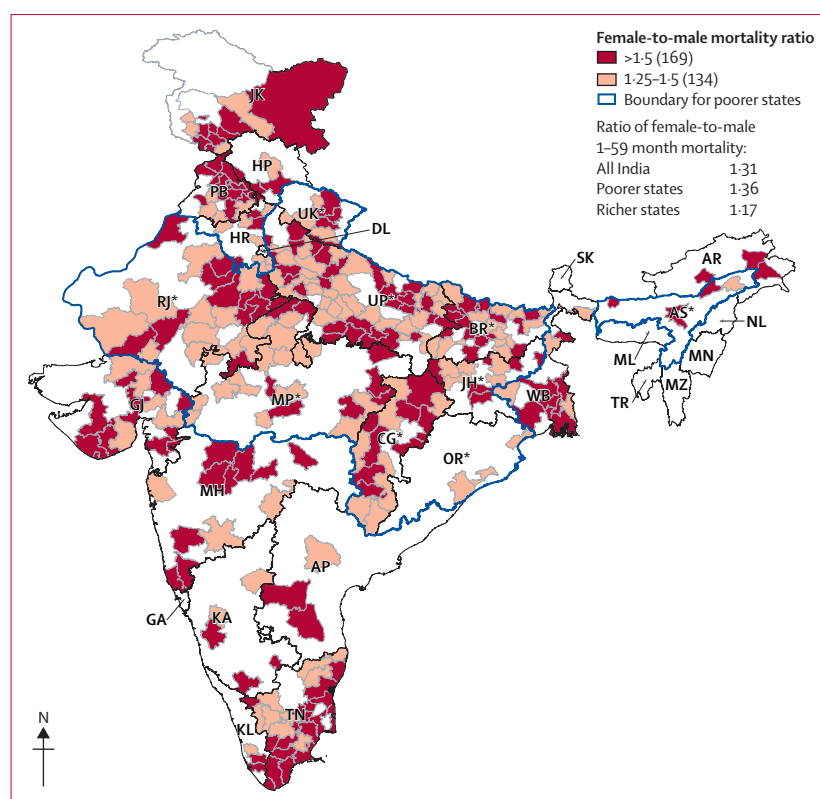 Female-to-male mortality ratio
>1·5 (169)
1·25–1·5 (134)
Boundary for poorer states
Ratio of female-to-male
1–59 month mortality:
All India 1·31
Poorer states 1·36
Richer states 1·17
JK
HP
PB
UK*
HR
DL
SK
AR
RJ*
UP*
BR*
AS*
NL
ML
MN
TR
MZ
GJ
MP*
JH*
WB
CG*
OR*
MH
AP
GA
KA
KL
TN
N